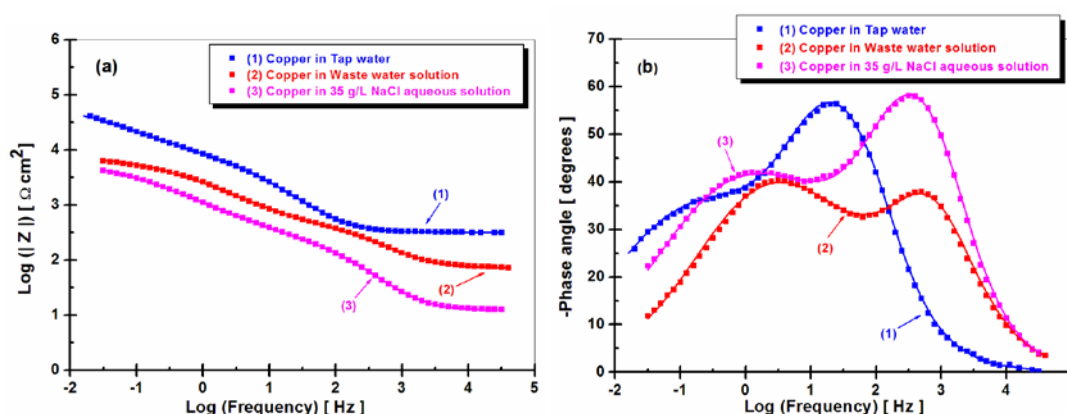 (a)
(1) Copper in Tap water
(2) Copper in Waste water solution
(3) Copper in 35 g/L NaCl aqueous solution
Log (| Z |) [ Ω cm²]
6
5
4
3
2
1
0
(1)
(2)
(3)
-2 -1 0 1 2 3 4 5
Log (Frequency) [ Hz ]
(b)
(1) Copper in Tap water
(2) Copper in Waste water solution
(3) Copper in 35 g/L NaCl aqueous solution
-Phase angle [ degrees ]
70
60
50
40
30
20
10
0
(3)
(2)
(1)
-2 -1 0 1 2 3 4 5
Log (Frequency) [ Hz ]